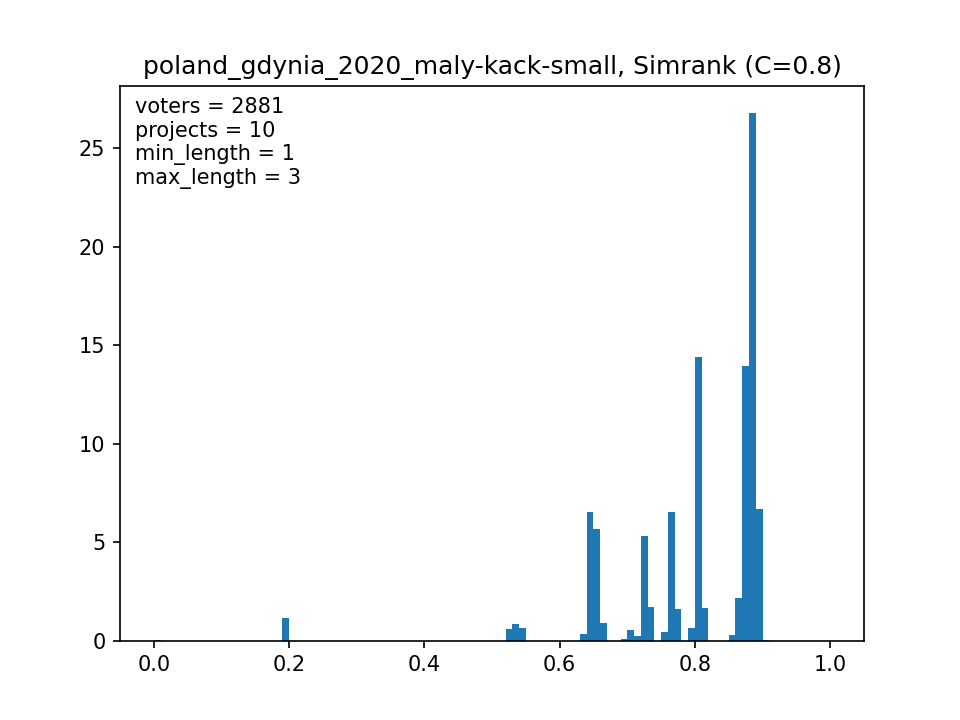 poland_gdynia_2020_maly-kack-small, Simrank (C=0.8)
voters = 2881
projects = 10
min_length = 1
max_length = 3
25
20
15
10
5
0
0.0 0.2 0.4 0.6 0.8 1.0